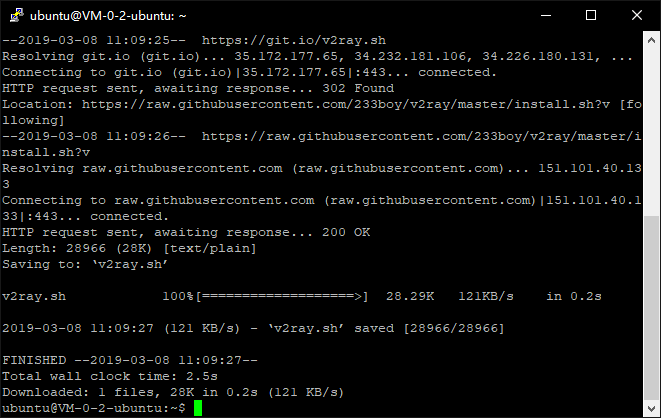 ubuntu@VM-0-2-ubuntu: ~
--2019-03-08 11:09:25--  https://git.io/v2ray.sh
Resolving git.io (git.io)... 35.172.177.65, 34.232.181.106, 34.226.180.131, ...
Connecting to git.io (git.io)|35.172.177.65|:443... connected.
HTTP request sent, awaiting response... 302 Found
Location: https://raw.githubusercontent.com/233boy/v2ray/master/install.sh?v [fo
llowing]
--2019-03-08 11:09:26--  https://raw.githubusercontent.com/233boy/v2ray/master/i
nstall.sh?v
Resolving raw.githubusercontent.com (raw.githubusercontent.com)... 151.101.40.13
3
Connecting to raw.githubusercontent.com (raw.githubusercontent.com)|151.101.40.1
33|:443... connected.
HTTP request sent, awaiting response... 200 OK
Length: 28966 (28K) [text/plain]
Saving to: ‘v2ray.sh’
v2ray.sh            100%[===================>]  28.29K   121KB/s    in 0.2s
2019-03-08 11:09:27 (121 KB/s) - ‘v2ray.sh’ saved [28966/28966]
FINISHED --2019-03-08 11:09:27--
Total wall clock time: 2.5s
Downloaded: 1 files, 28K in 0.2s (121 KB/s)
ubuntu@VM-0-2-ubuntu:~$